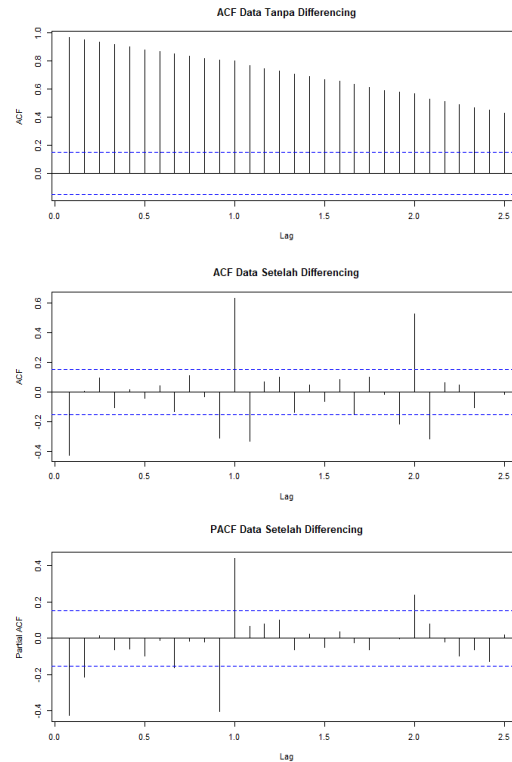 ACF Data Tanpa Differencing
ACF
0.0 0.2 0.4 0.6 0.8 1.0
0.0 0.5 1.0 1.5 2.0 2.5
Lag
ACF Data Setelah Differencing
ACF
-0.4 -0.2 0.0 0.2 0.4 0.6
0.0 0.5 1.0 1.5 2.0 2.5
Lag
PACF Data Setelah Differencing
Partial ACF
-0.4 -0.2 0.0 0.2 0.4
0.0 0.5 1.0 1.5 2.0 2.5
Lag